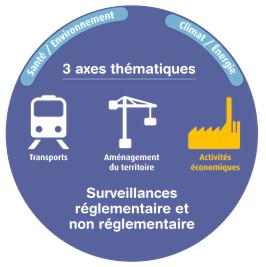 Santé / Environnement
Climat / Énergie
3 axes thématiques
Transports
Aménagement
du territoire
Activités
économiques
Surveillances
réglementaire et
non réglementaire